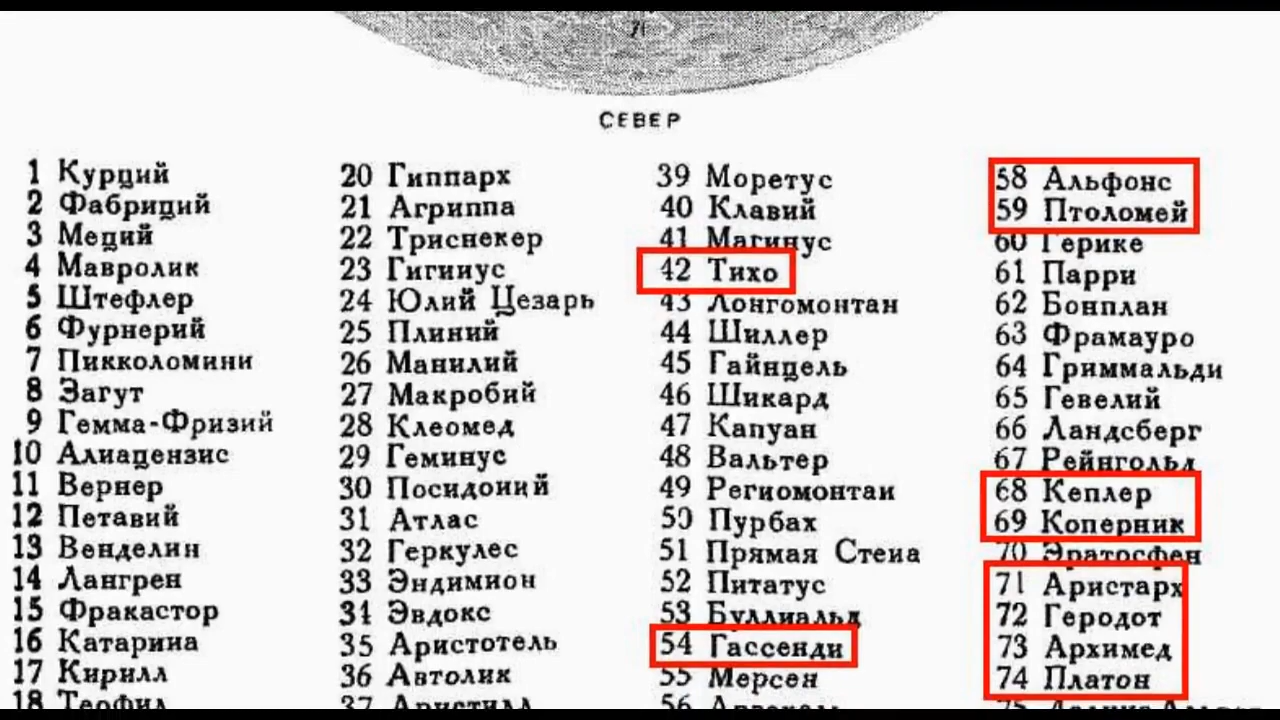 СЕВЕР
1 Курций
2 Фабриций
3 Меций
4 Мавролик
5 Штефлер
6 Фурнерий
7 Пикколомини
8 Загут
9 Гемма-Фризий
10 Алиацензис
11 Вернер
12 Петавий
13 Венделин
14 Лангрен
15 Фракастор
16 Катарина
17 Кирилл
18 Теофил
20 Гиппарх
21 Агриппа
22 Триснекер
23 Гигинус
24 Юлий Цезарь
25 Плиний
26 Манилий
27 Макробий
28 Клеомед
29 Геминус
30 Посидоний
31 Атлас
32 Геркулес
33 Эндимион
34 Эвдокс
35 Аристотель
36 Автолик
37 Аристилл
39 Моретус
40 Клавий
41 Магинус
42 Тихо
43 Лонгомонтан
44 Шиллер
45 Гайнцель
46 Шикард
47 Капуан
48 Вальтер
49 Региомонтан
50 Пурбах
51 Прямая Стена
52 Питатус
53 Буллиальд
54 Гассенди
55 Мерсен
56
58 Альфонс
59 Птоломей
60 Герике
61 Парри
62 Бонплан
63 Фрамауро
64 Гриммальди
65 Гевелий
66 Ландсберг
67 Рейнгольд
68 Кеплер
69 Коперник
70 Эратосфен
71 Аристарх
72 Геродот
73 Архимед
74 Платон
75